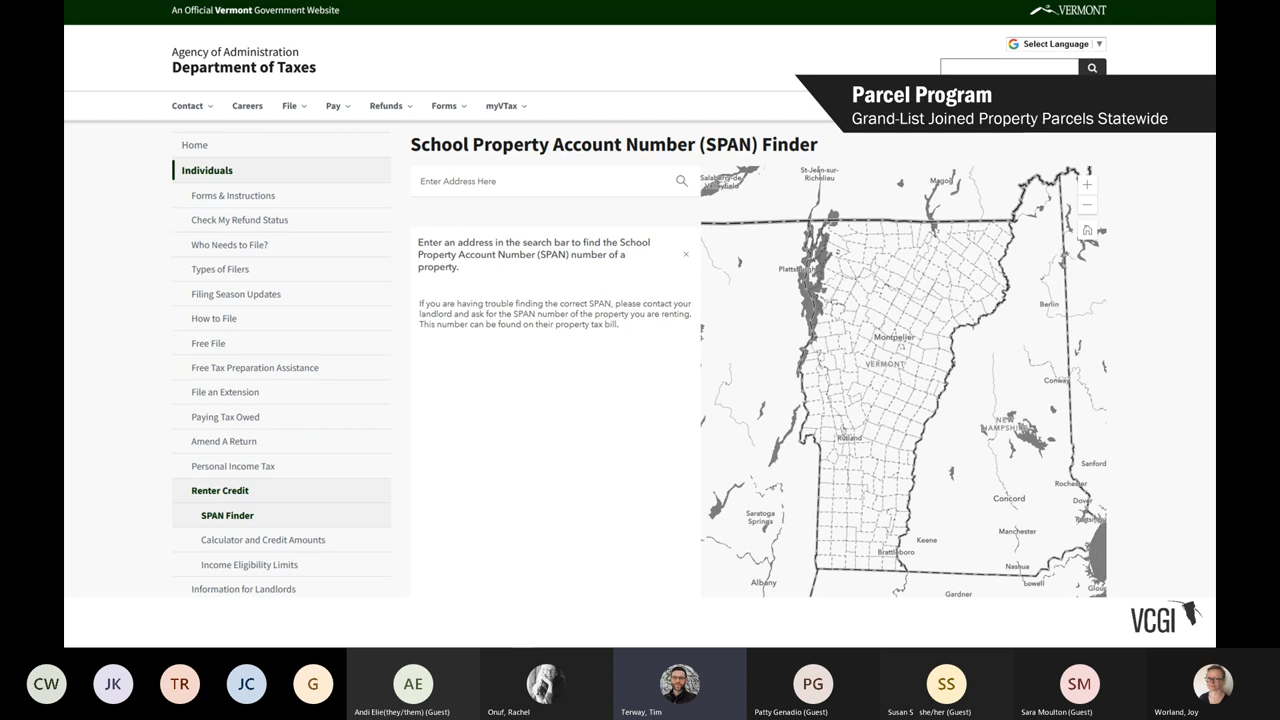 An Official Vermont Government Website
VERMONT
Agency of Administration
Department of Taxes
Select Language
Parcel Program
Grand-List Joined Property Parcels Statewide
Contact
Careers
File
Pay
Refunds
Forms
myVTax
Home
Individuals
Forms & Instructions
Check My Refund Status
Who Needs to File?
Types of Filers
Filing Season Updates
How to File
Free File
Free Tax Preparation Assistance
File an Extension
Paying Tax Owed
Amend A Return
Personal Income Tax
Renter Credit
SPAN Finder
Calculator and Credit Amounts
Income Eligibility Limits
Information for Landlords
School Property Account Number (SPAN) Finder
Enter Address Here
Enter an address in the search bar to find the School
Property Account Number (SPAN) number of a
property.
If you are having trouble finding the correct SPAN, please contact your
landlord and ask for the SPAN number of the property you are renting.
This number can be found on their property tax bill.
St-Jean-sur-
Richelieu
Magog
Plattsburgh
Berlin
Montpelier
VERMONT
Conway
NEW
HAMPSHIRE
Rutland
Sanford
Rochester
Concord
Dover
Saratoga
Springs
Manchester
Keene
Brattleboro
Nashua
Albany
Lowell
Gardner
VCGI
CW
JK
TR
JC
G
AE
Andi Elie(they/them) (Guest)
Onuf, Rachel
Terway, Tim
PG
Patty Genadio (Guest)
SS
Susan S she/her (Guest)
SM
Sara Moulton (Guest)
Worland, Joy